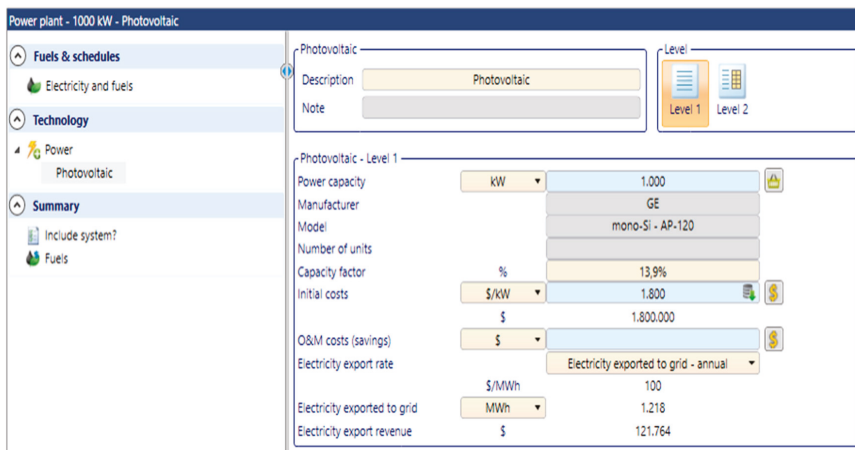 Power plant - 1000 kW - Photovoltaic
Fuels & schedules
Electricity and fuels
Technology
Power
Photovoltaic
Summary
Include system?
Fuels
Photovoltaic
Description Photovoltaic
Note
Level
Level 1 Level 2
Photovoltaic - Level 1
Power capacity kW 1.000
Manufacturer GE
Model mono-Si - AP-120
Number of units
Capacity factor % 13,9%
Initial costs $/kW 1.800 $
$ 1.800.000
O&M costs (savings) $ $
Electricity export rate Electricity exported to grid - annual
$/MWh 100
Electricity exported to grid MWh 1.218
Electricity export revenue $ 121.764